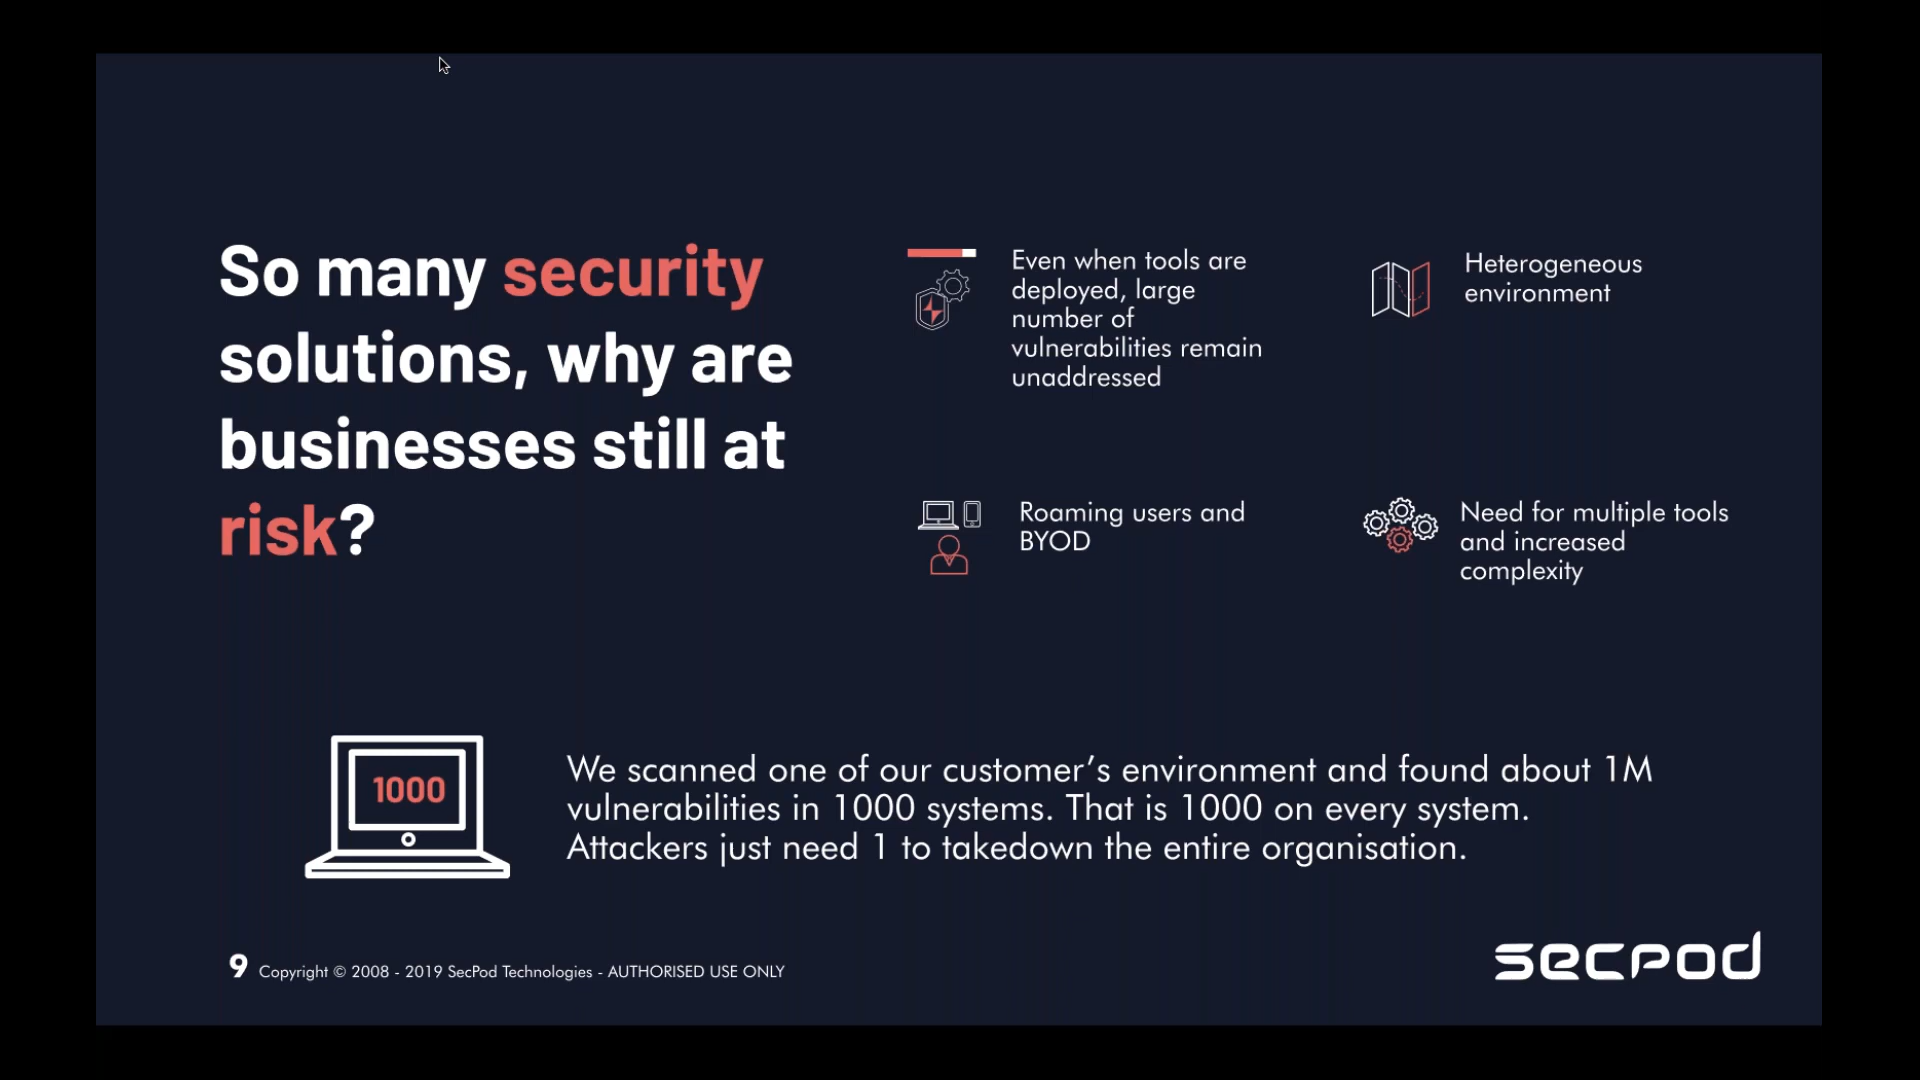 So many security
solutions, why are
businesses still at
risk?
Even when tools are
deployed, large
number of
vulnerabilities remain
unaddressed
Heterogeneous
environment
Roaming users and
BYOD
Need for multiple tools
and increased
complexity
1000
We scanned one of our customer’s environment and found about 1M
vulnerabilities in 1000 systems. That is 1000 on every system.
Attackers just need 1 to takedown the entire organisation.
9 Copyright © 2008 - 2019 SecPod Technologies - AUTHORISED USE ONLY
secpod